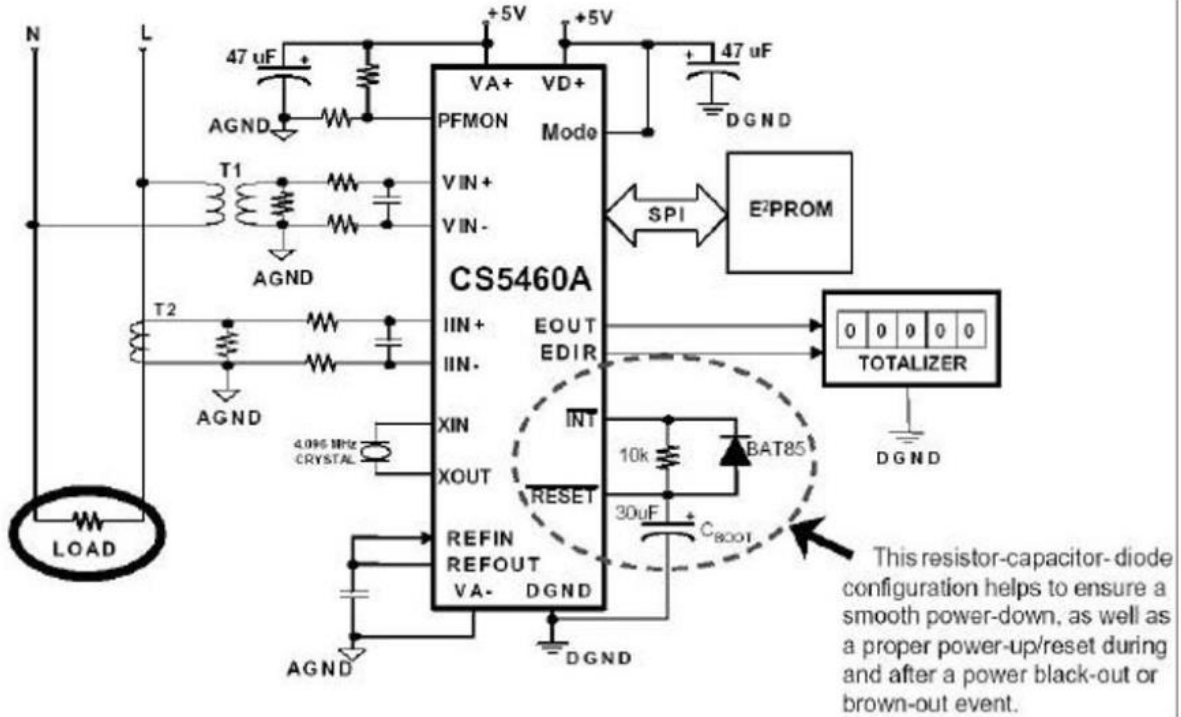 N
L
+5V
+5V
47 uF
+
+
47 uF
VA+
VD+
AGND
PFMON
Mode
DGND
T1
VIN+
VIN-
SPI
E²PROM
AGND
CS5460A
T2
IIN+
IIN-
EOUT
EDIR
0 0 0 0 0
TOTALIZER
AGND
XIN
4.096 MHz
CRYSTAL
XOUT
INT
10k
BAT85
DGND
RESET
30uF
+
C BOOT
LOAD
REFIN
REFOUT
VA-
DGND
AGND
DGND
This resistor-capacitor-diode
configuration helps to ensure a
smooth power-down, as well as
a proper power-up/reset during
and after a power black-out or
brown-out event.